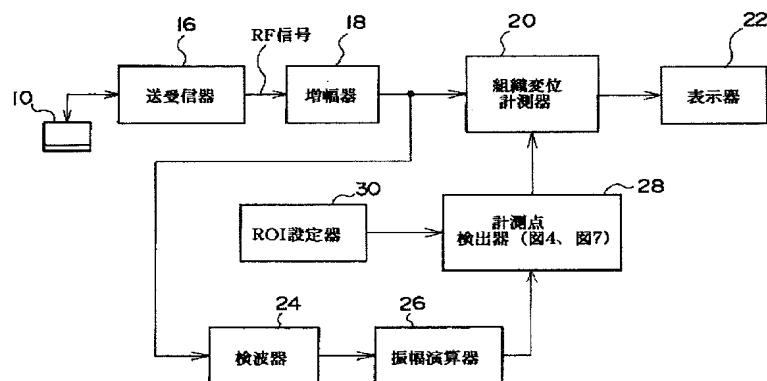 16
RF信号
18
20
22
10
送受信器
増幅器
組織変位
計測器
表示器
30
28
ROI設定器
計測点
検出器（図4、図7）
24
26
検波器
振幅演算器